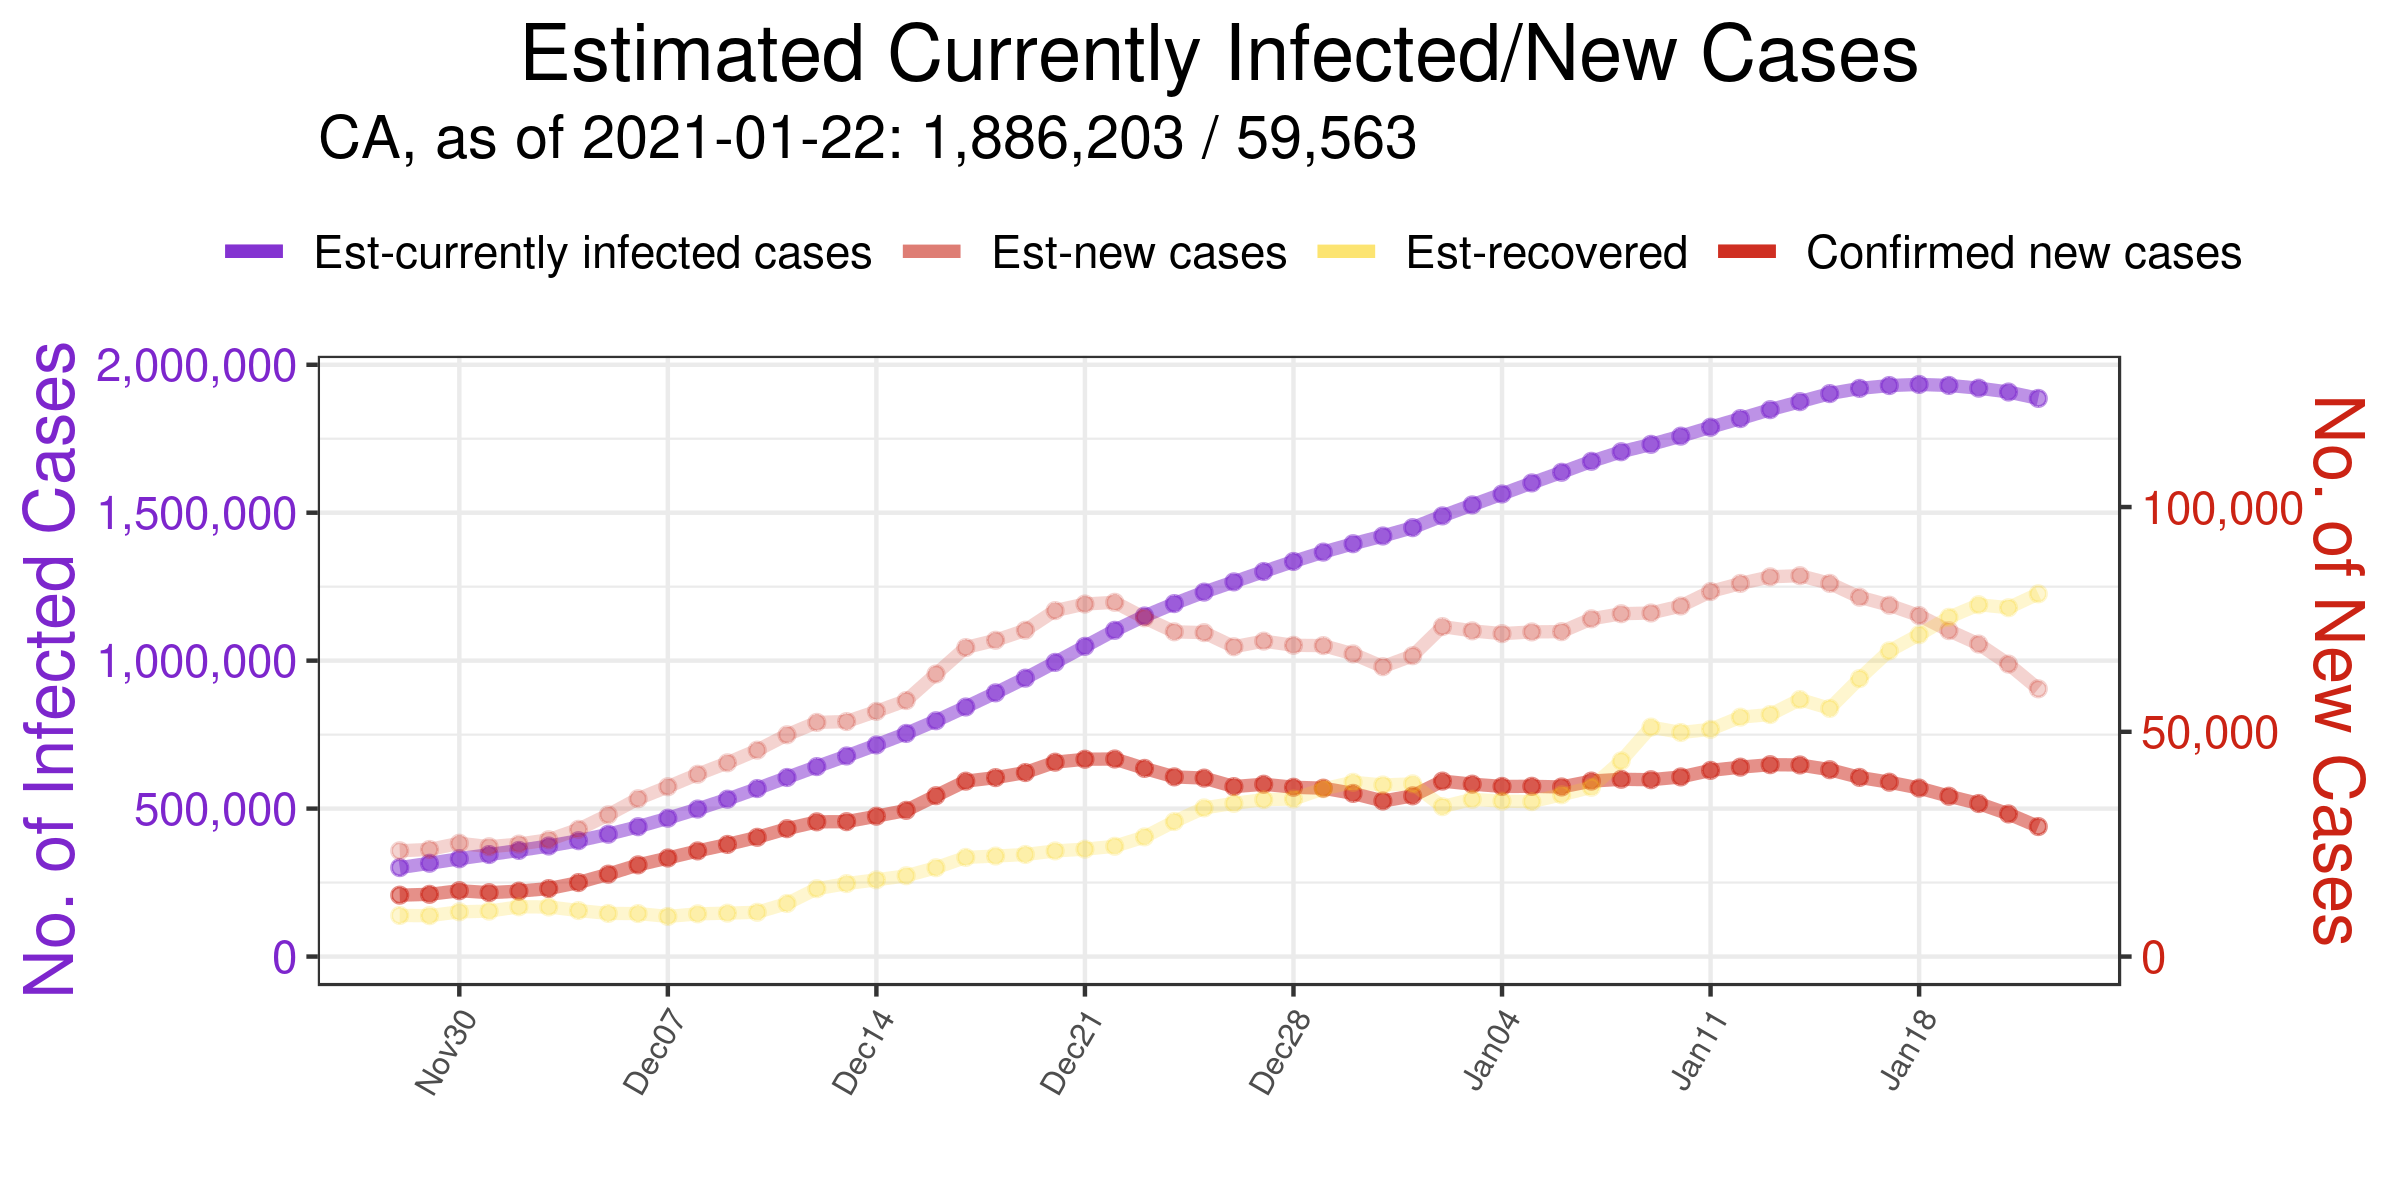 Estimated Currently Infected/New Cases
CA, as of 2021-01-22: 1,886,203 / 59,563
Est-currently infected cases Est-new cases Est-recovered Confirmed new cases
No. of Infected Cases
2,000,000
1,500,000
1,000,000
500,000
0
100,000
50,000
0
No. of New Cases
Nov30 Dec07 Dec14 Dec21 Dec28 Jan04 Jan11 Jan18